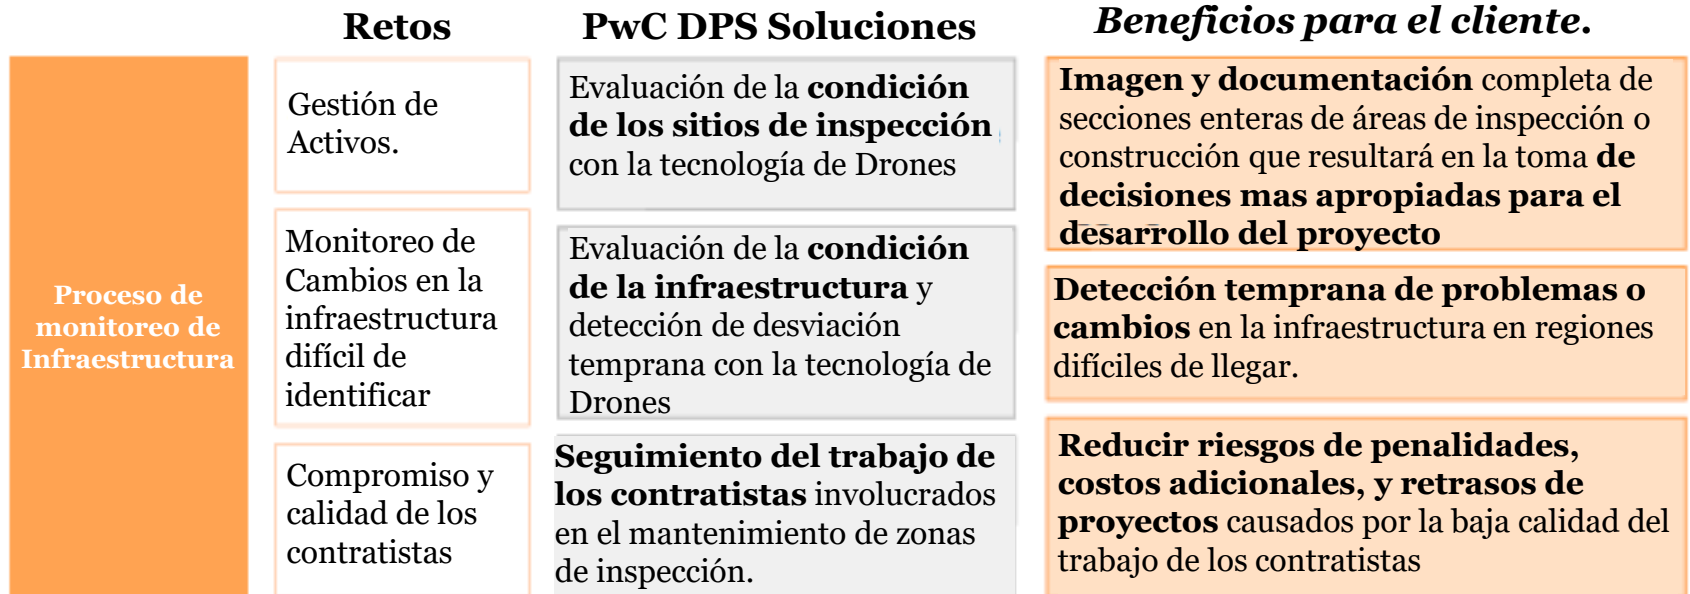 Retos
PwC DPS Soluciones
Beneficios para el cliente.
Proceso de
monitoreo de
Infraestructura
Gestión de
Activos.
Evaluación de la condición
de los sitios de inspección
con la tecnología de Drones
Imagen y documentación completa de
secciones enteras de áreas de inspección o
construcción que resultará en la toma de
decisiones mas apropiadas para el
desarrollo del proyecto
Monitoreo de
Cambios en la
infraestructura
difícil de
identificar
Evaluación de la condición
de la infraestructura y
detección de desviación
temprana con la tecnología de
Drones
Detección temprana de problemas o
cambios en la infraestructura en regiones
difíciles de llegar.
Compromiso y
calidad de los
contratistas
Seguimiento del trabajo de
los contratistas involucrados
en el mantenimiento de zonas
de inspección.
Reducir riesgos de penalidades,
costos adicionales, y retrasos de
proyectos causados por la baja calidad del
trabajo de los contratistas